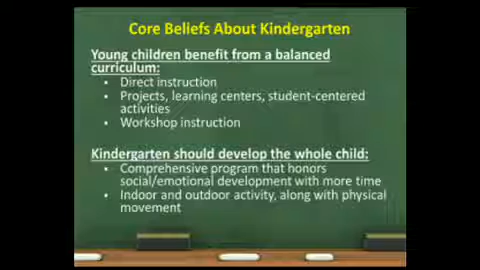 Core Beliefs About Kindergarten
Young children benefit from a balanced
curriculum:
• Direct instruction
• Projects, learning centers, student-centered
activities
• Workshop instruction
Kindergarten should develop the whole child:
• Comprehensive program that honors
social/emotional development with more time
• Indoor and outdoor activity, along with physical
movement